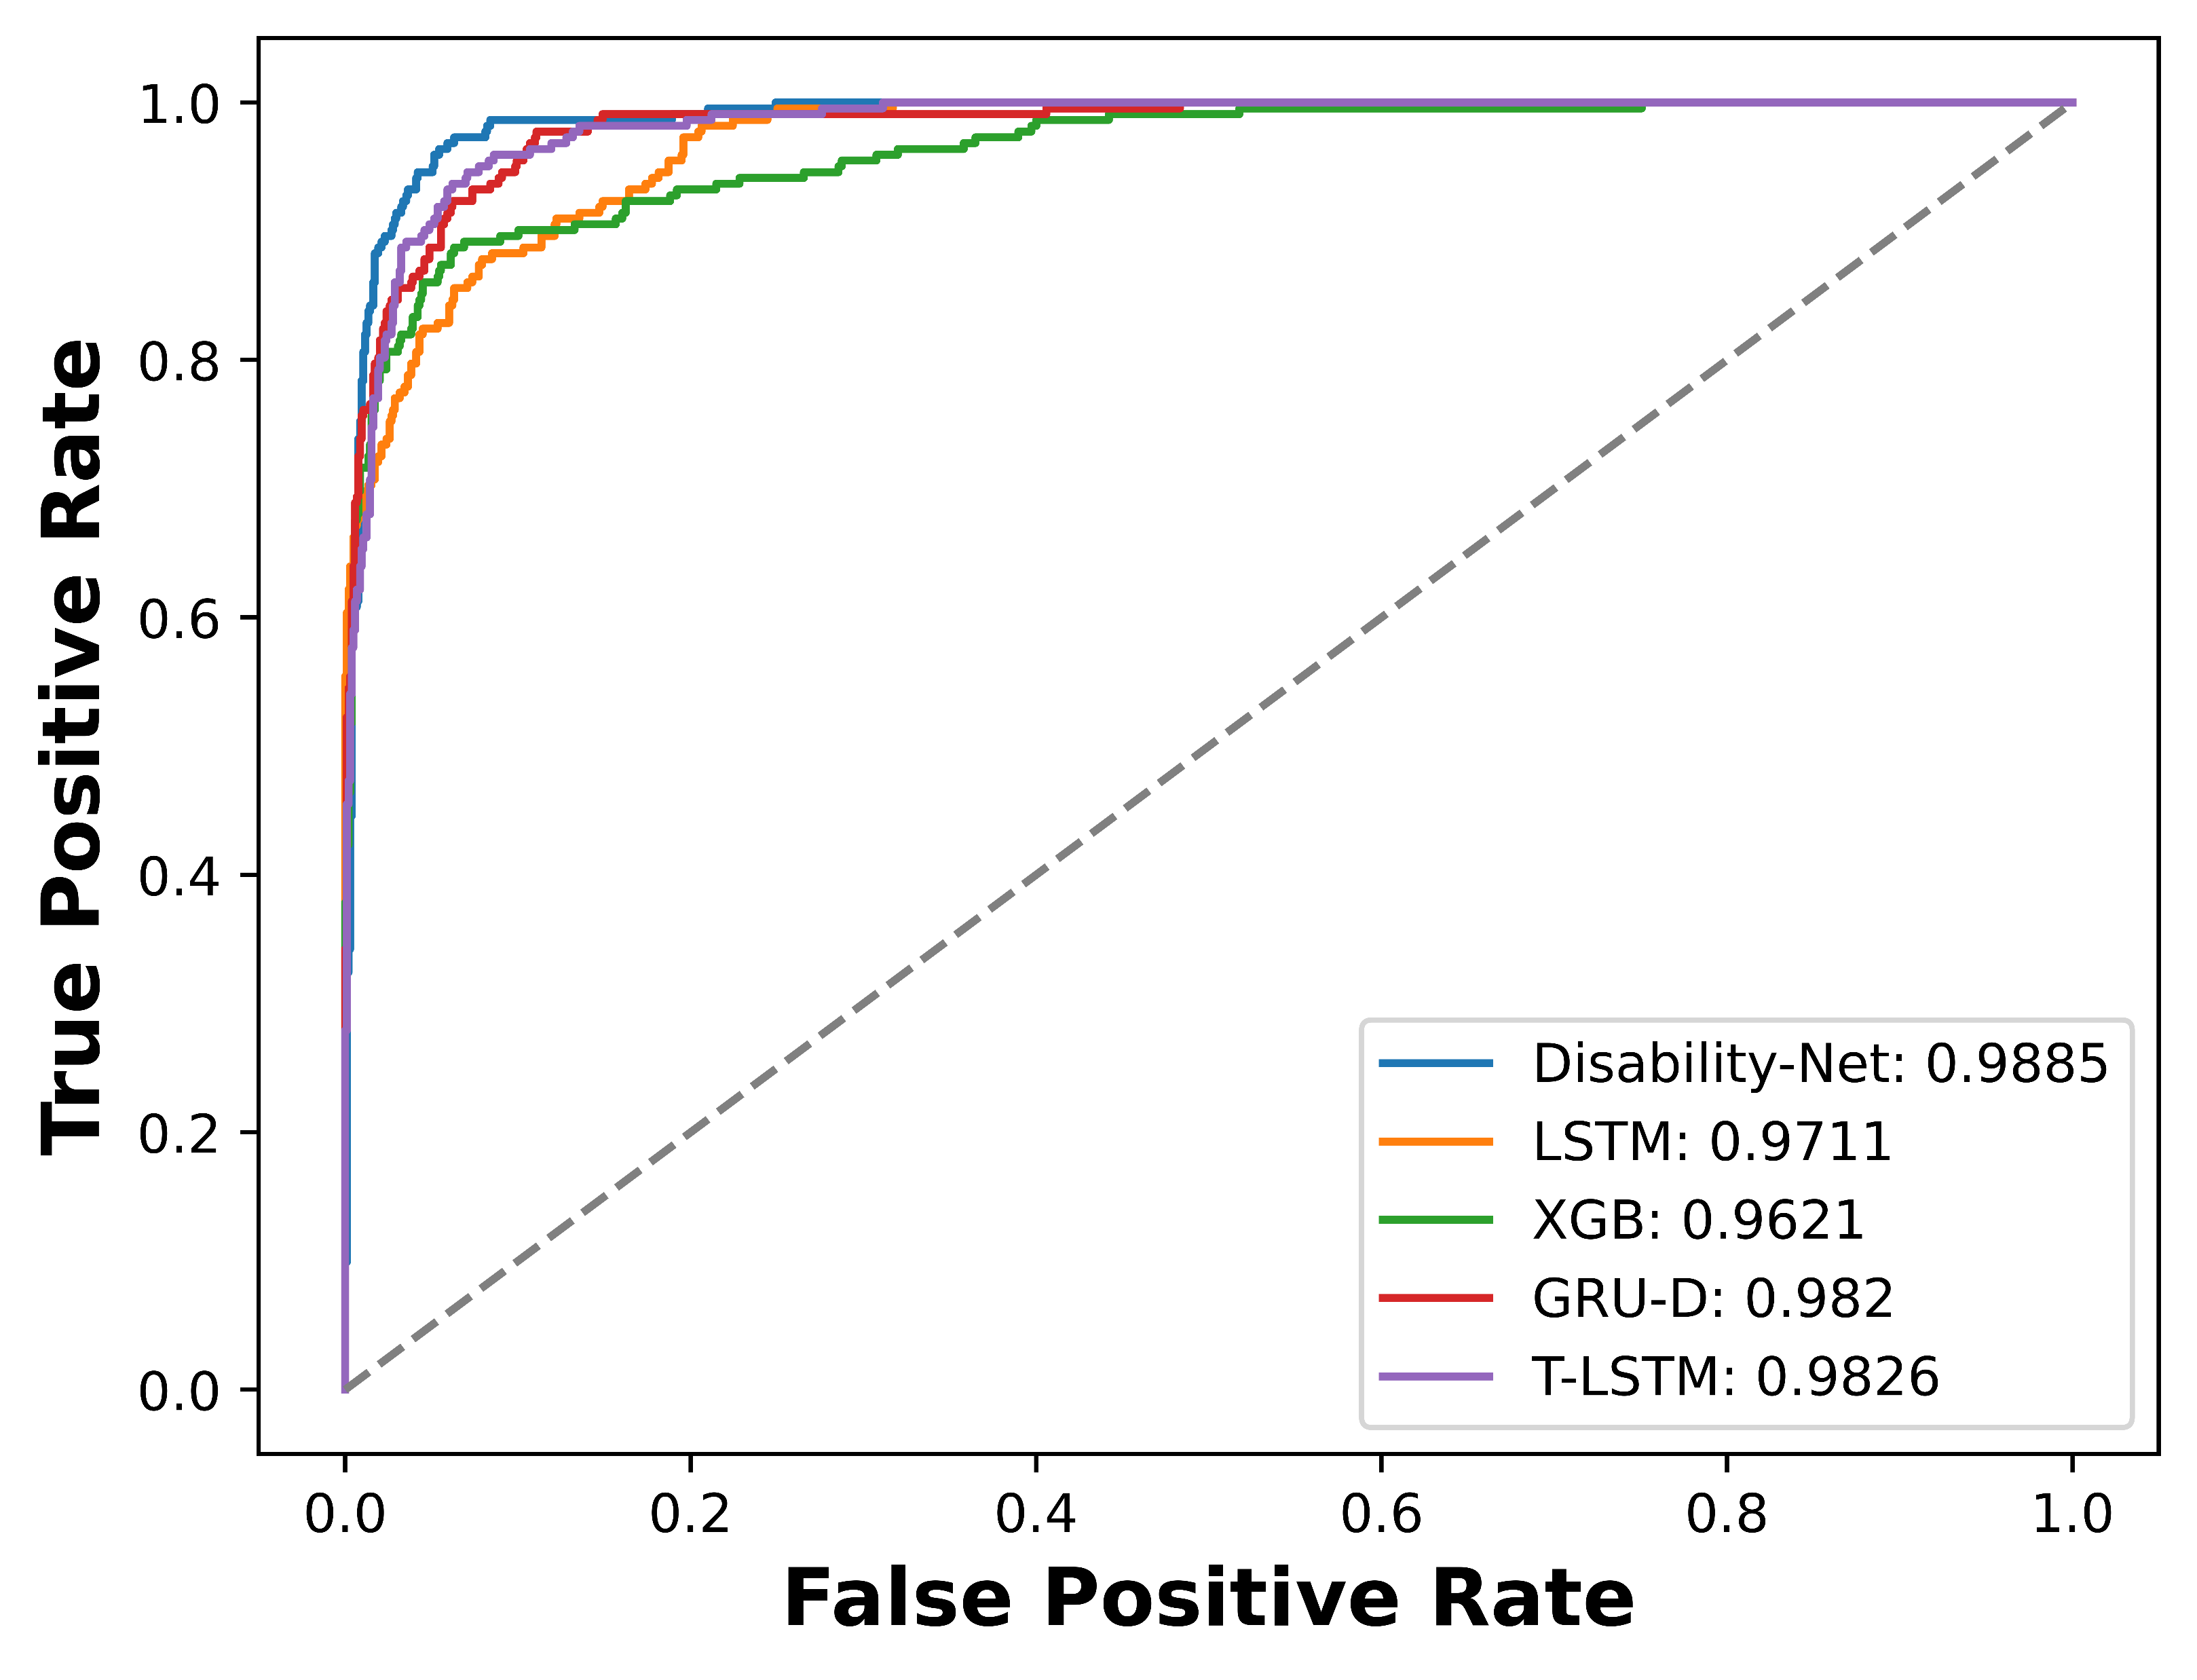 True Positive Rate
1.0
0.8
0.6
0.4
0.2
0.0
Disability-Net: 0.9885
LSTM: 0.9711
XGB: 0.9621
GRU-D: 0.982
T-LSTM: 0.9826
0.0 0.2 0.4 0.6 0.8 1.0
False Positive Rate